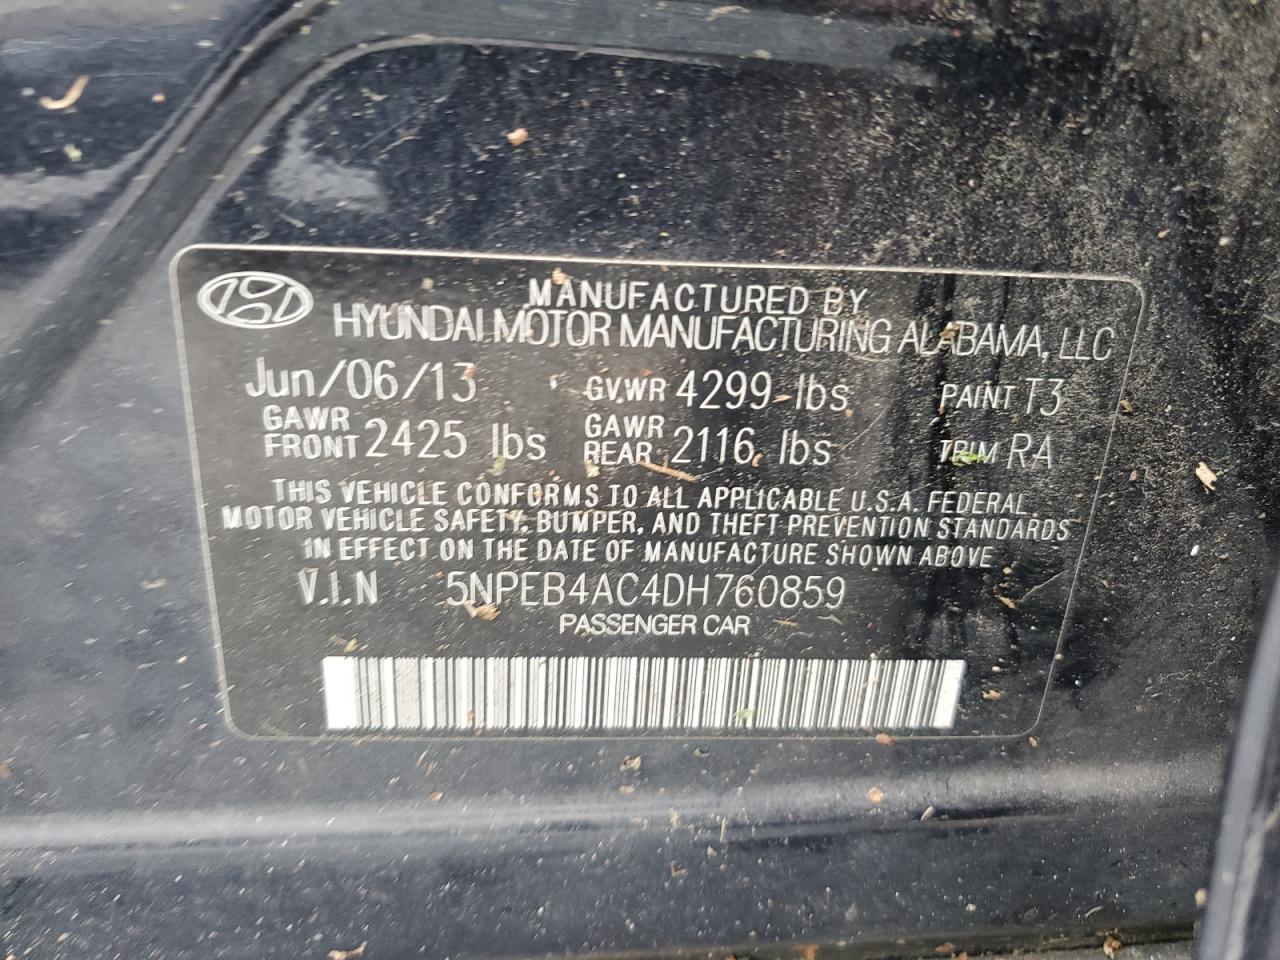 MANUFACTURED BY
HYUNDAI MOTOR MANUFACTURING ALABAMA, LLC
Jun/06/13 GVWR 4299 lbs PAINT T3
GAWR FRONT 2425 lbs GAWR REAR 2116 lbs TRIM RA
THIS VEHICLE CONFORMS TO ALL APPLICABLE U.S.A. FEDERAL
MOTOR VEHICLE SAFETY, BUMPER, AND THEFT PREVENTION STANDARDS
IN EFFECT ON THE DATE OF MANUFACTURE SHOWN ABOVE
V.I.N 5NPEB4AC4DH760859
PASSENGER CAR